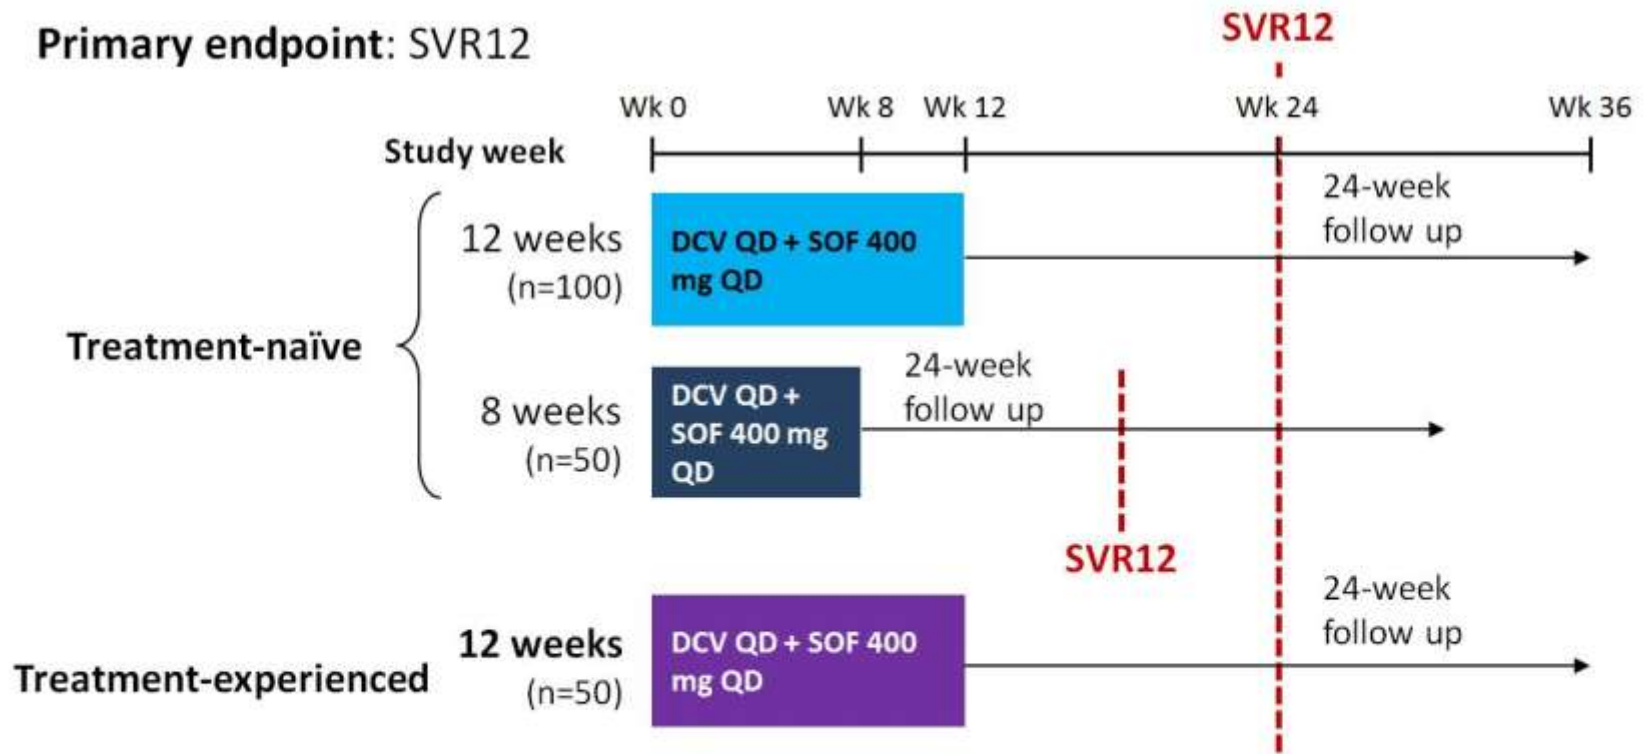 Primary endpoint: SVR12
SVR12
Wk 0 Wk 8 Wk 12 Wk 24 Wk 36
Study week
Treatment-naïve
12 weeks
(n=100)
DCV QD + SOF 400
mg QD
24-week
follow up
8 weeks
(n=50)
DCV QD +
SOF 400 mg
QD
24-week
follow up
SVR12
Treatment-experienced
12 weeks
(n=50)
DCV QD + SOF 400
mg QD
24-week
follow up